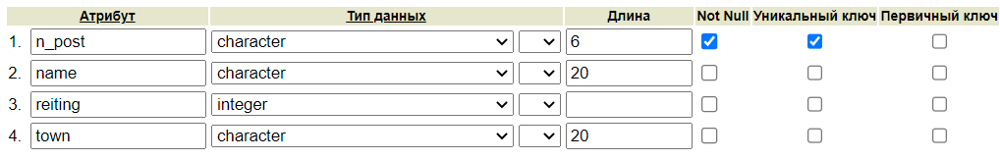 Атрибут Тип данных Длина Not Null Уникальный ключ Первичный ключ
1. n_post character 6
2. name character 20
3. reiting integer
4. town character 20